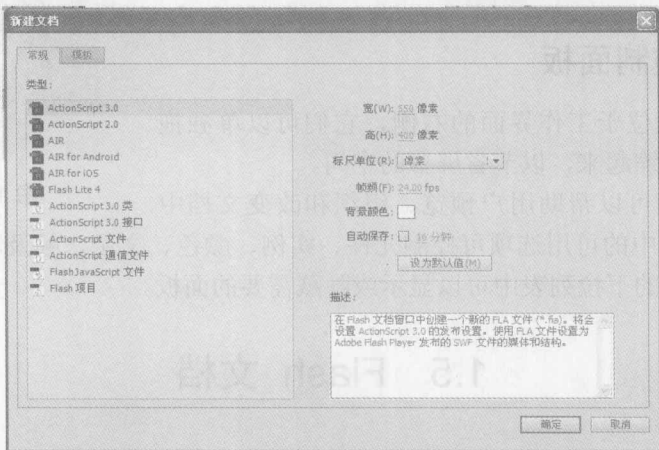 新建文档
常规 模板
类型:
ActionScript 3.0
ActionScript 2.0
AIR
AIR for Android
AIR for iOS
Flash Lite 4
ActionScript 3.0 类
ActionScript 3.0 接口
ActionScript 文件
ActionScript 通信文件
FlashJavaScript 文件
Flash 项目
宽(W): 550 像素
高(H): 400 像素
标尺单位(R): 像素
帧频(F): 24.00 fps
背景颜色:
自动保存: 10 分钟
设为默认值(M)
描述:
在 Flash 文档窗口中创建一个新的 FLA 文件 (*.fla)。将会
设置 ActionScript 3.0 的发布设置。使用 FLA 文件设置为
Adobe Flash Player 发布的 SWF 文件的媒体和结构。
1.5 Flash 文档
确定 取消